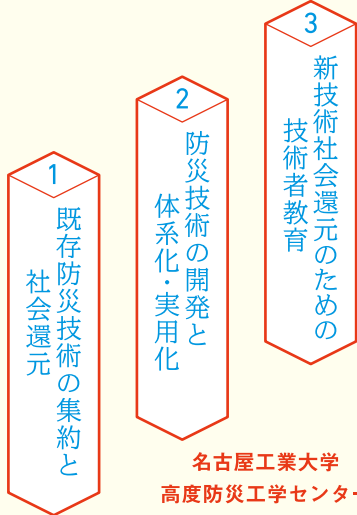 1
既存防災技術の集約と
社会還元
2
防災技術の開発と
体系化・実用化
3
新技術社会還元のための
技術者教育
名古屋工業大学
高度防災工学センター